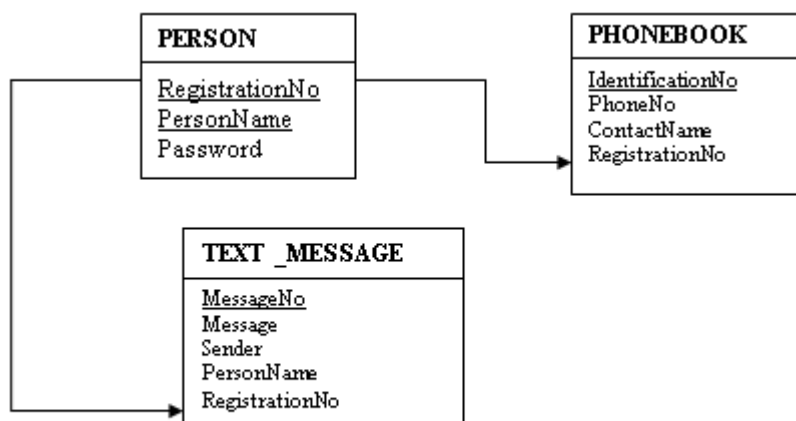 PERSON
RegistrationNo
PersonName
Password
PHONEBOOK
IdentificationNo
PhoneNo
ContactName
RegistrationNo
TEXT _MESSAGE
MessageNo
Message
Sender
PersonName
RegistrationNo